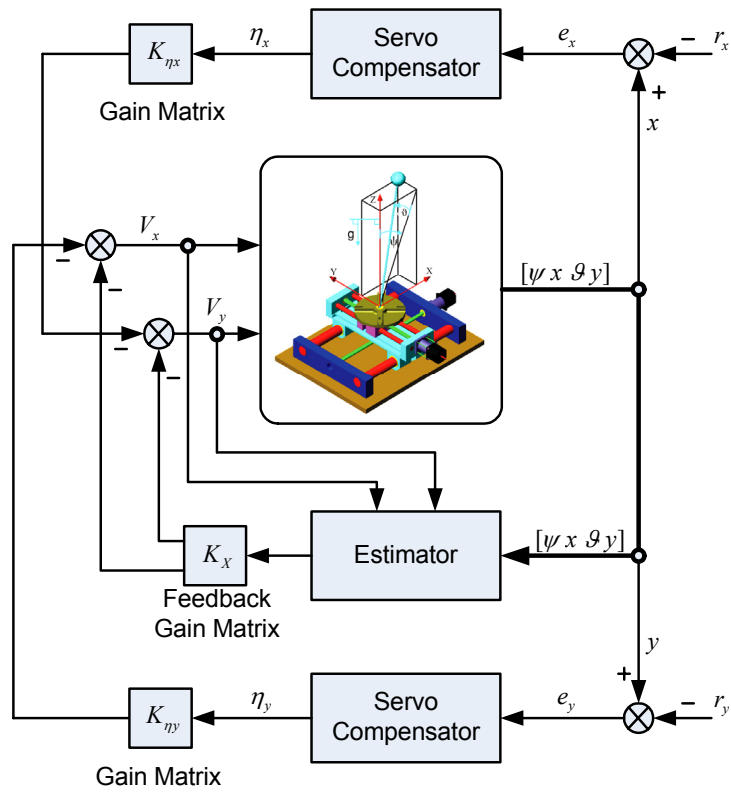 K_ηx
η_x
Servo
Compensator
e_x
−
r_x
Gain Matrix
+
x
Z
g
ϑ
ψ
Y
X
V_x
−
−
[ψ x ϑ y]
V_y
−
−
K_X
Estimator
[ψ x ϑ y]
Feedback
Gain Matrix
y
+
K_ηy
η_y
Servo
Compensator
e_y
−
r_y
Gain Matrix